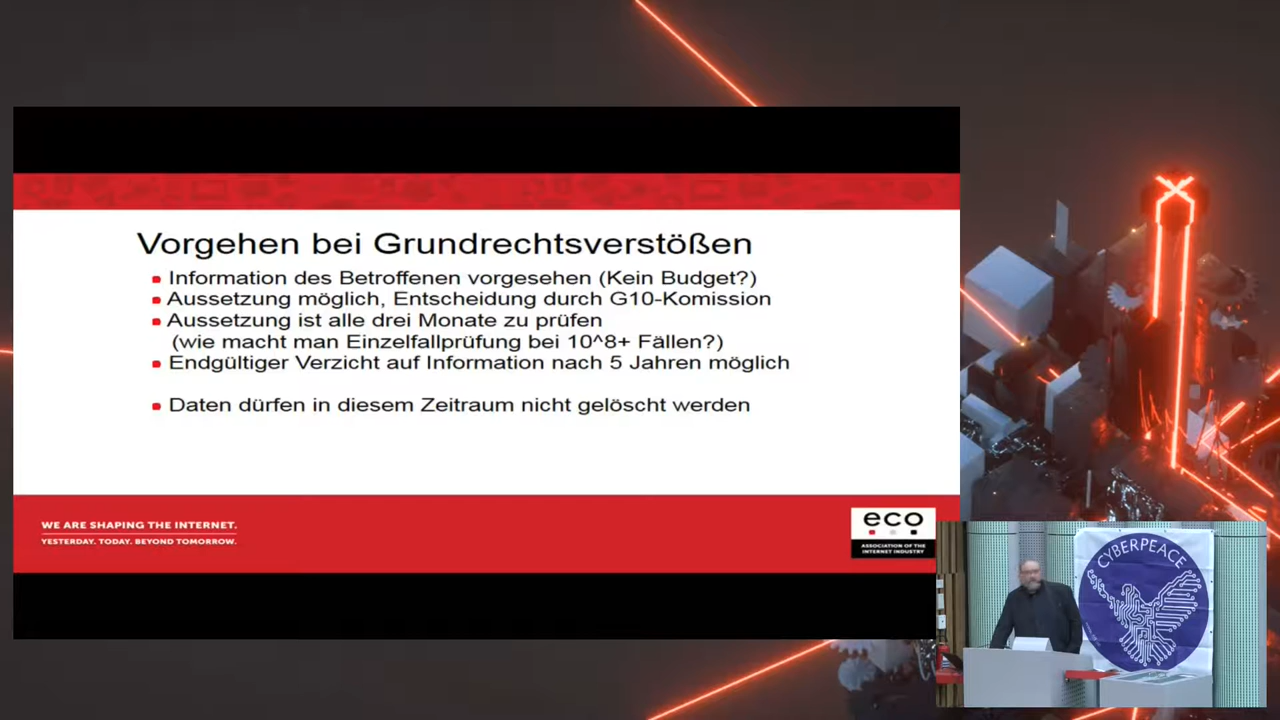 Vorgehen bei Grundrechtsverstößen
Information des Betroffenen vorgesehen (Kein Budget?)
Aussetzung möglich, Entscheidung durch G10-Komission
Aussetzung ist alle drei Monate zu prüfen
(wie macht man Einzelfallprüfung bei 10^8+ Fällen?)
Endgültiger Verzicht auf Information nach 5 Jahren möglich
Daten dürfen in diesem Zeitraum nicht gelöscht werden
WE ARE SHAPING THE INTERNET.
YESTERDAY. TODAY. BEYOND TOMORROW.
eco
ASSOCIATION OF THE
INTERNET INDUSTRY
CYBERPEACE